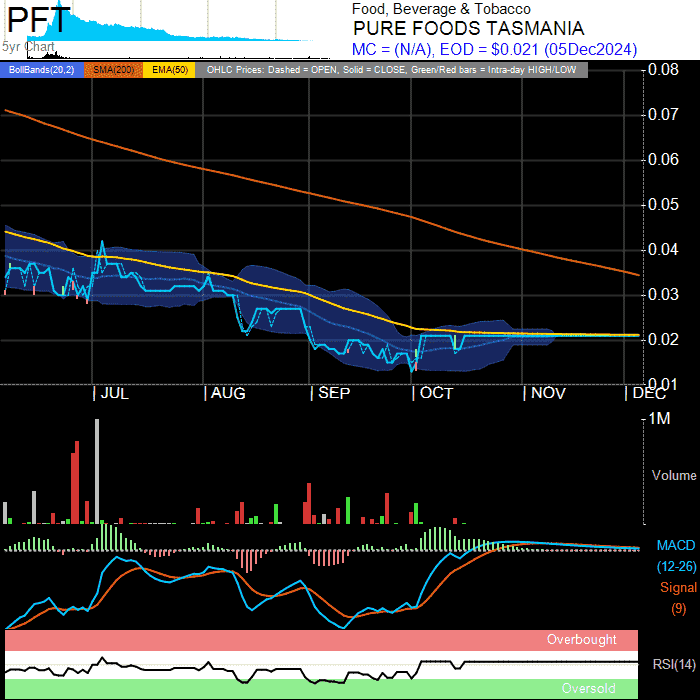 PFT
5yr Chart
Food, Beverage & Tobacco
PURE FOODS TASMANIA
MC = (N/A), EOD = $0.021 (05Dec2024)
BollBands(20,2) SMA(200) EMA(50) OHLC Prices: Dashed = OPEN, Solid = CLOSE, Green/Red bars = Intra-day HIGH/LOW
0.08
0.07
0.06
0.05
0.04
0.03
0.02
0.01
JUL AUG SEP OCT NOV DEC
1M
Volume
MACD
(12-26)
Signal
(9)
Overbought
RSI(14)
Oversold